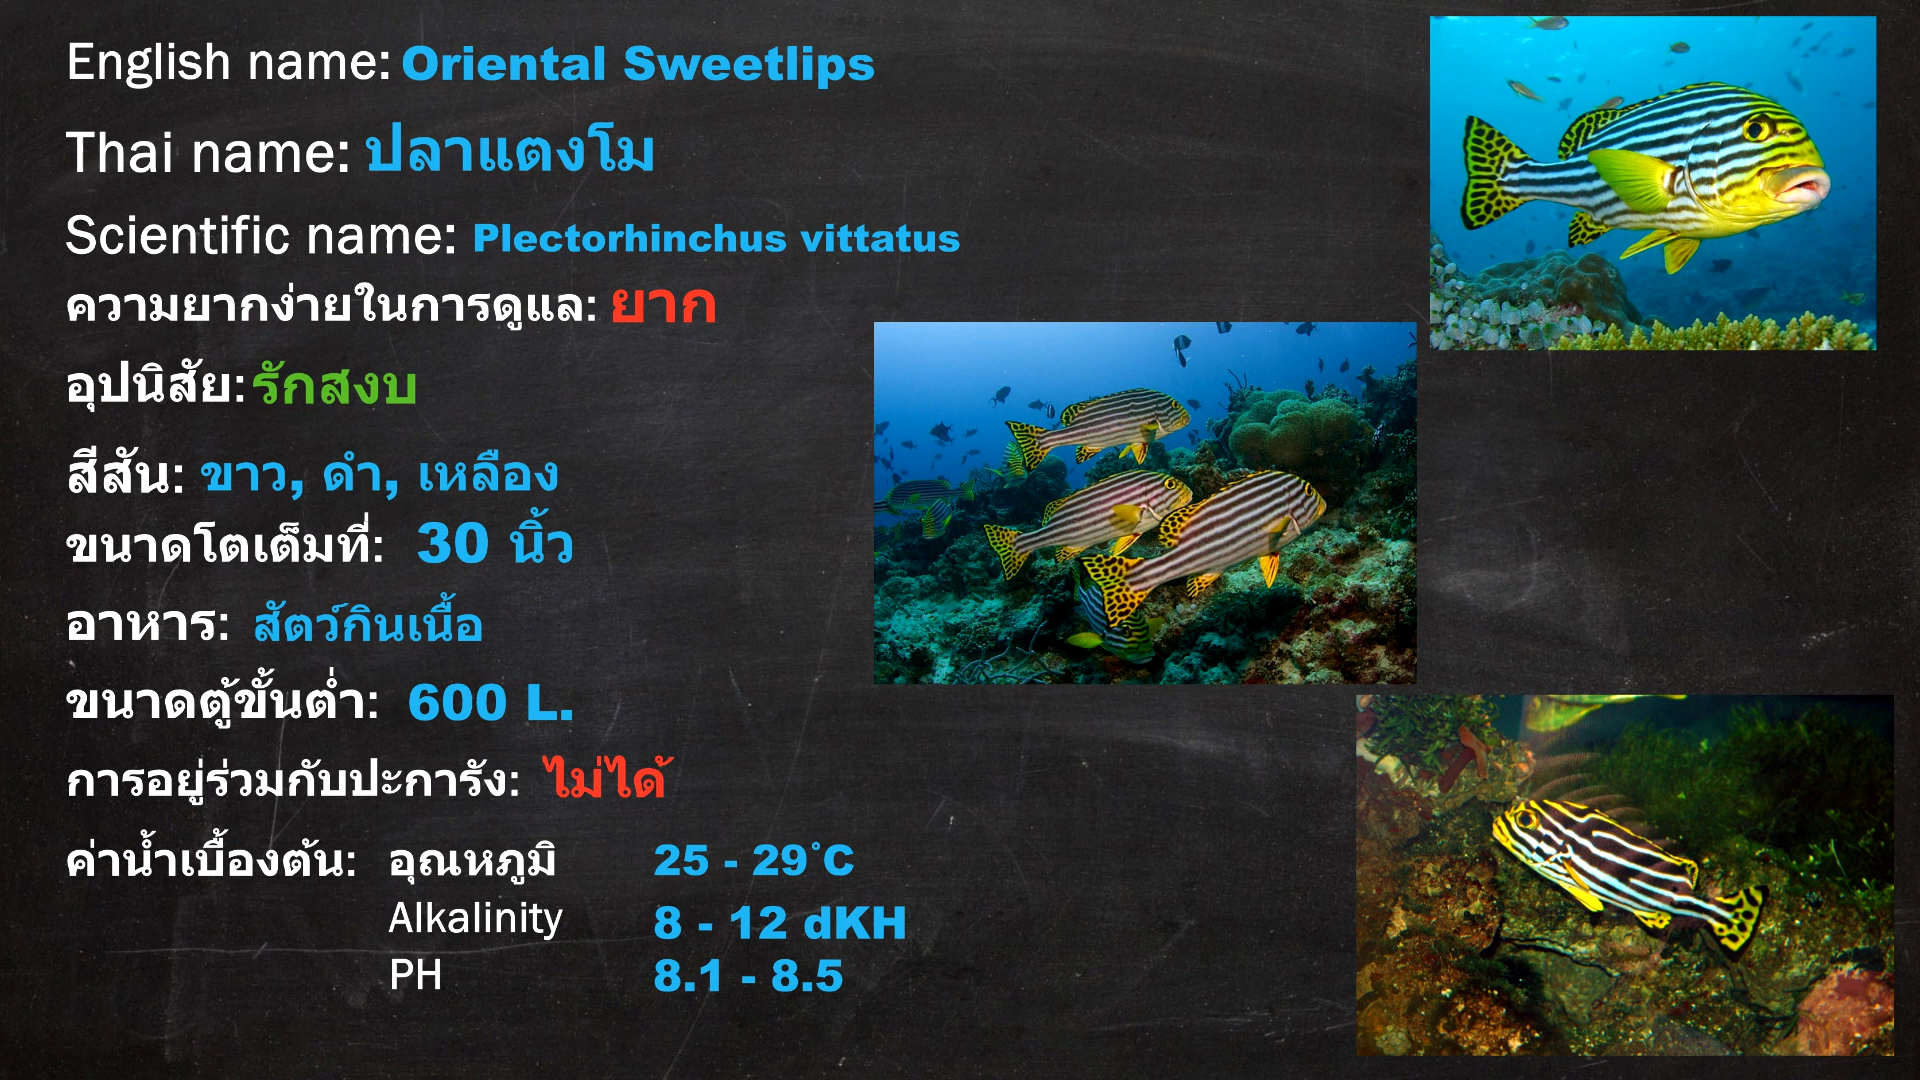 English name: Oriental Sweetlips
Thai name: ปลาแตงโม
Scientific name: Plectorhinchus vittatus
ความยากง่ายในการดูแล: ยาก
อุปนิสัย: รักสงบ
สีสัน: ขาว, ดำ, เหลือง
ขนาดโตเต็มที่: 30 นิ้ว
อาหาร: สัตว์กินเนื้อ
ขนาดตู้ขั้นต่ำ: 600 L.
การอยู่ร่วมกับปะการัง: ไม่ได้
ค่าน้ำเบื้องต้น: อุณหภูมิ 25 - 29°C
Alkalinity 8 - 12 dKH
PH 8.1 - 8.5